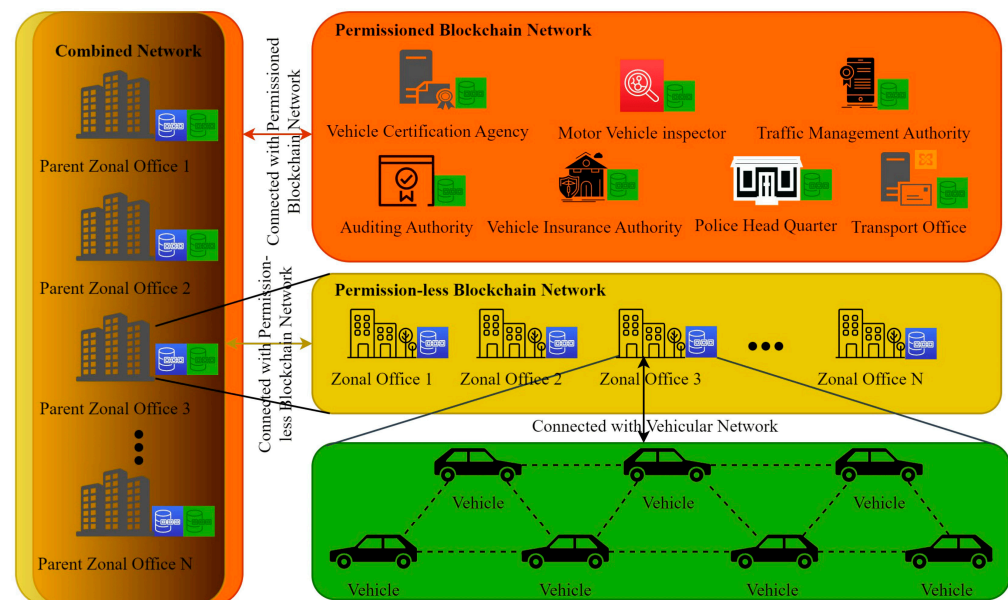 Combined Network
Parent Zonal Office 1
Parent Zonal Office 2
Parent Zonal Office 3
Parent Zonal Office N
Connected with Permissioned
Blockchain Network
Connected with Permission-
less Blockchain Network
Permissioned Blockchain Network
Vehicle Certification Agency
Motor Vehicle inspector
Traffic Management Authority
Auditing Authority
Vehicle Insurance Authority
Police Head Quarter
Transport Office
Permission-less Blockchain Network
Zonal Office 1
Zonal Office 2
Zonal Office 3
Zonal Office N
Connected with Vehicular Network
Vehicle
Vehicle
Vehicle
Vehicle
Vehicle
Vehicle
Vehicle